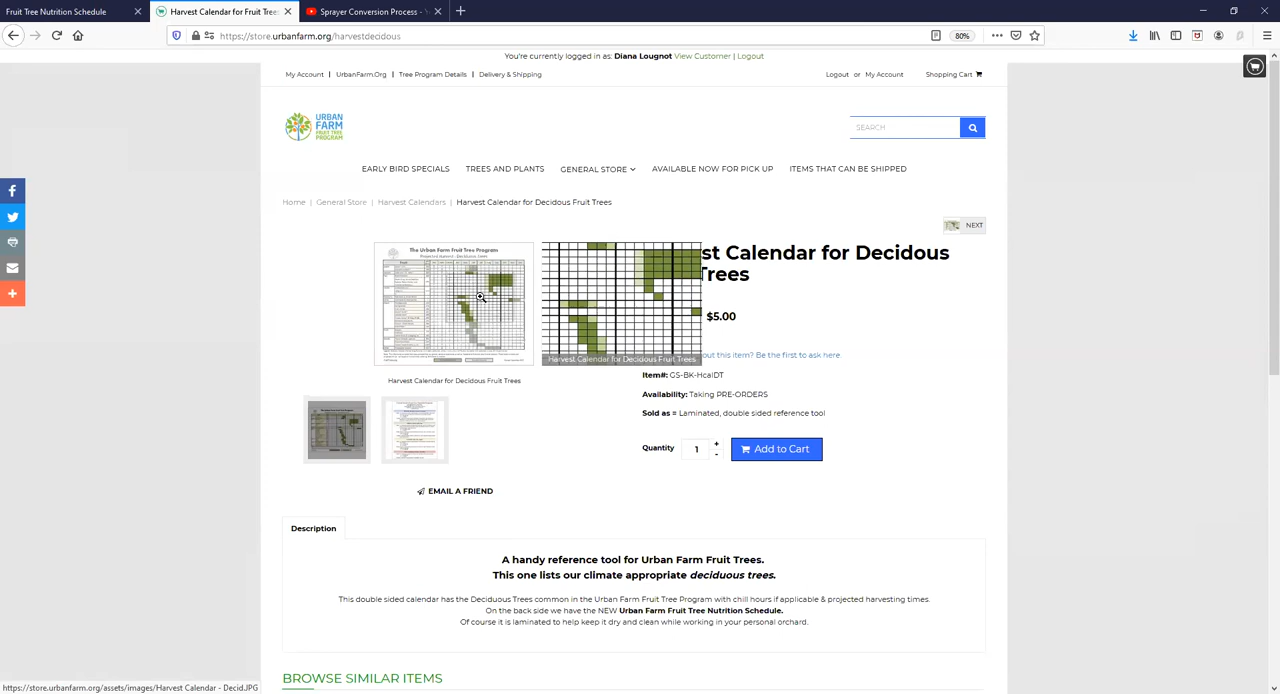 Fruit Tree Nutrition Schedule
Harvest Calendar for Fruit Trees
Sprayer Conversion Process - Y
https://store.urbanfarm.org/harvestdecidous
80%
You're currently logged in as: Diana Lougnot View Customer | Logout
My Account | UrbanFarm.Org | Tree Program Details | Delivery & Shipping
Logout or My Account Shopping Cart
URBAN
FARM
FRUIT TREE
PROGRAM
SEARCH
EARLY BIRD SPECIALS TREES AND PLANTS GENERAL STORE AVAILABLE NOW FOR PICK UP ITEMS THAT CAN BE SHIPPED
Home | General Store | Harvest Calendars | Harvest Calendar for Decidous Fruit Trees
NEXT
The Urban Farm Fruit Tree Program
Projected Harvest - Deciduous Items
st Calendar for Decidous
Trees
$5.00
Harvest Calendar for Decidous Fruit Trees
out this item? Be the first to ask here.
Item#: GS-BK-HcalDT
Harvest Calendar for Decidous Fruit Trees
Availability: Taking PRE-ORDERS
Sold as = Laminated, double sided reference tool
Quantity 1 + - Add to Cart
EMAIL A FRIEND
Description
A handy reference tool for Urban Farm Fruit Trees.
This one lists our climate appropriate deciduous trees.
This double sided calendar has the Deciduous Trees common in the Urban Farm Fruit Tree Program with chill hours if applicable & projected harvesting times.
On the back side we have the NEW Urban Farm Fruit Tree Nutrition Schedule.
Of course it is laminated to help keep it dry and clean while working in your personal orchard.
BROWSE SIMILAR ITEMS
https://store.urbanfarm.org/assets/images/Harvest Calendar - Decid.JPG